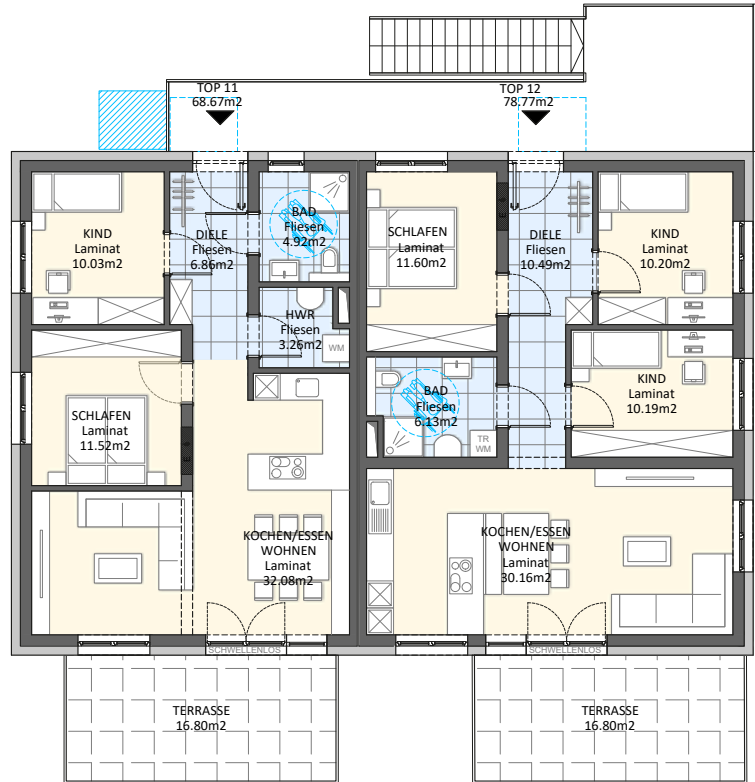 TOP 11
68.67m2
TOP 12
78.77m2
KIND
Laminat
10.03m2
DIELE
Fliesen
6.86m2
BAD
Fliesen
4.92m2
SCHLAFEN
Laminat
11.60m2
DIELE
Fliesen
10.49m2
KIND
Laminat
10.20m2
HWR
Fliesen
3.26m2
WM
SCHLAFEN
Laminat
11.52m2
BAD
Fliesen
6.13m2
TR
WM
KIND
Laminat
10.19m2
KOCHEN/ESSEN
WOHNEN
Laminat
32.08m2
KOCHEN/ESSEN
WOHNEN
Laminat
30.16m2
SCHWELLENLOS
SCHWELLENLOS
TERRASSE
16.80m2
TERRASSE
16.80m2